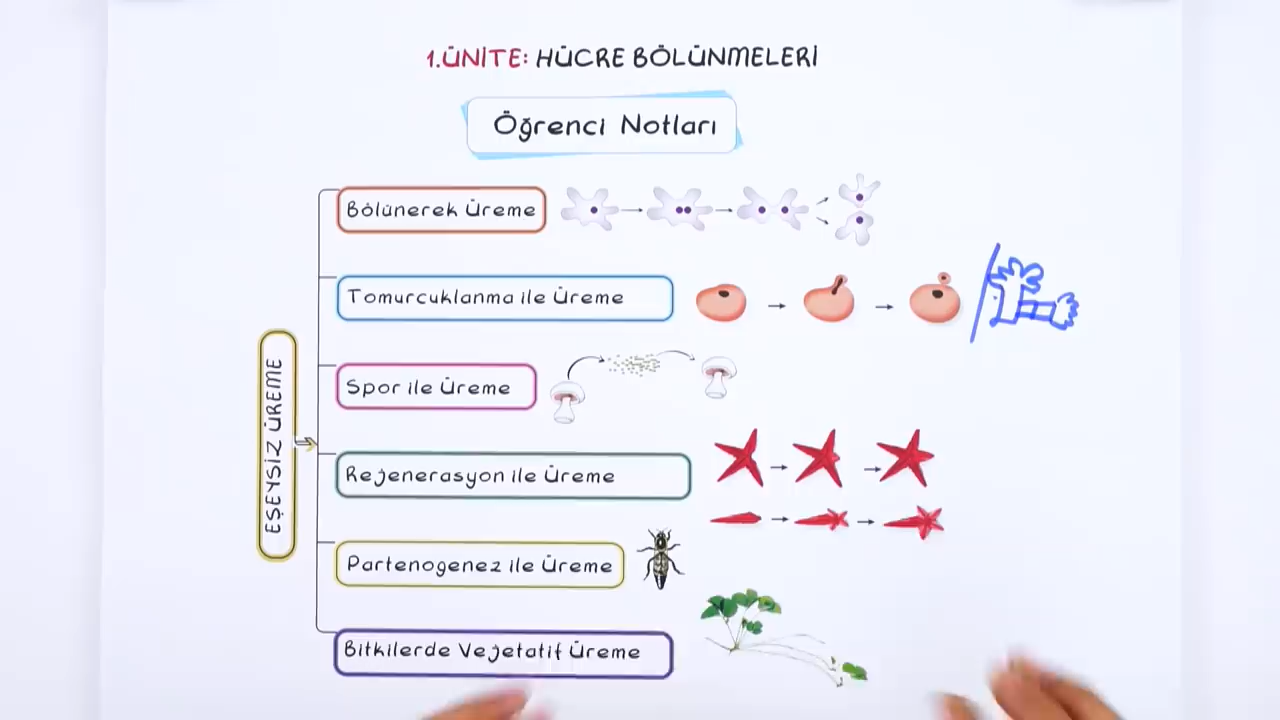 1.ÜNİTE: HÜCRE BÖLÜNMELERİ
Öğrenci Notları
EŞEYSİZ ÜREME
Bölünerek Üreme
Tomurcuklanma ile Üreme
Spor ile Üreme
Rejenerasyon ile Üreme
Partenogenez ile Üreme
Bitkilerde Vejetatif Üreme